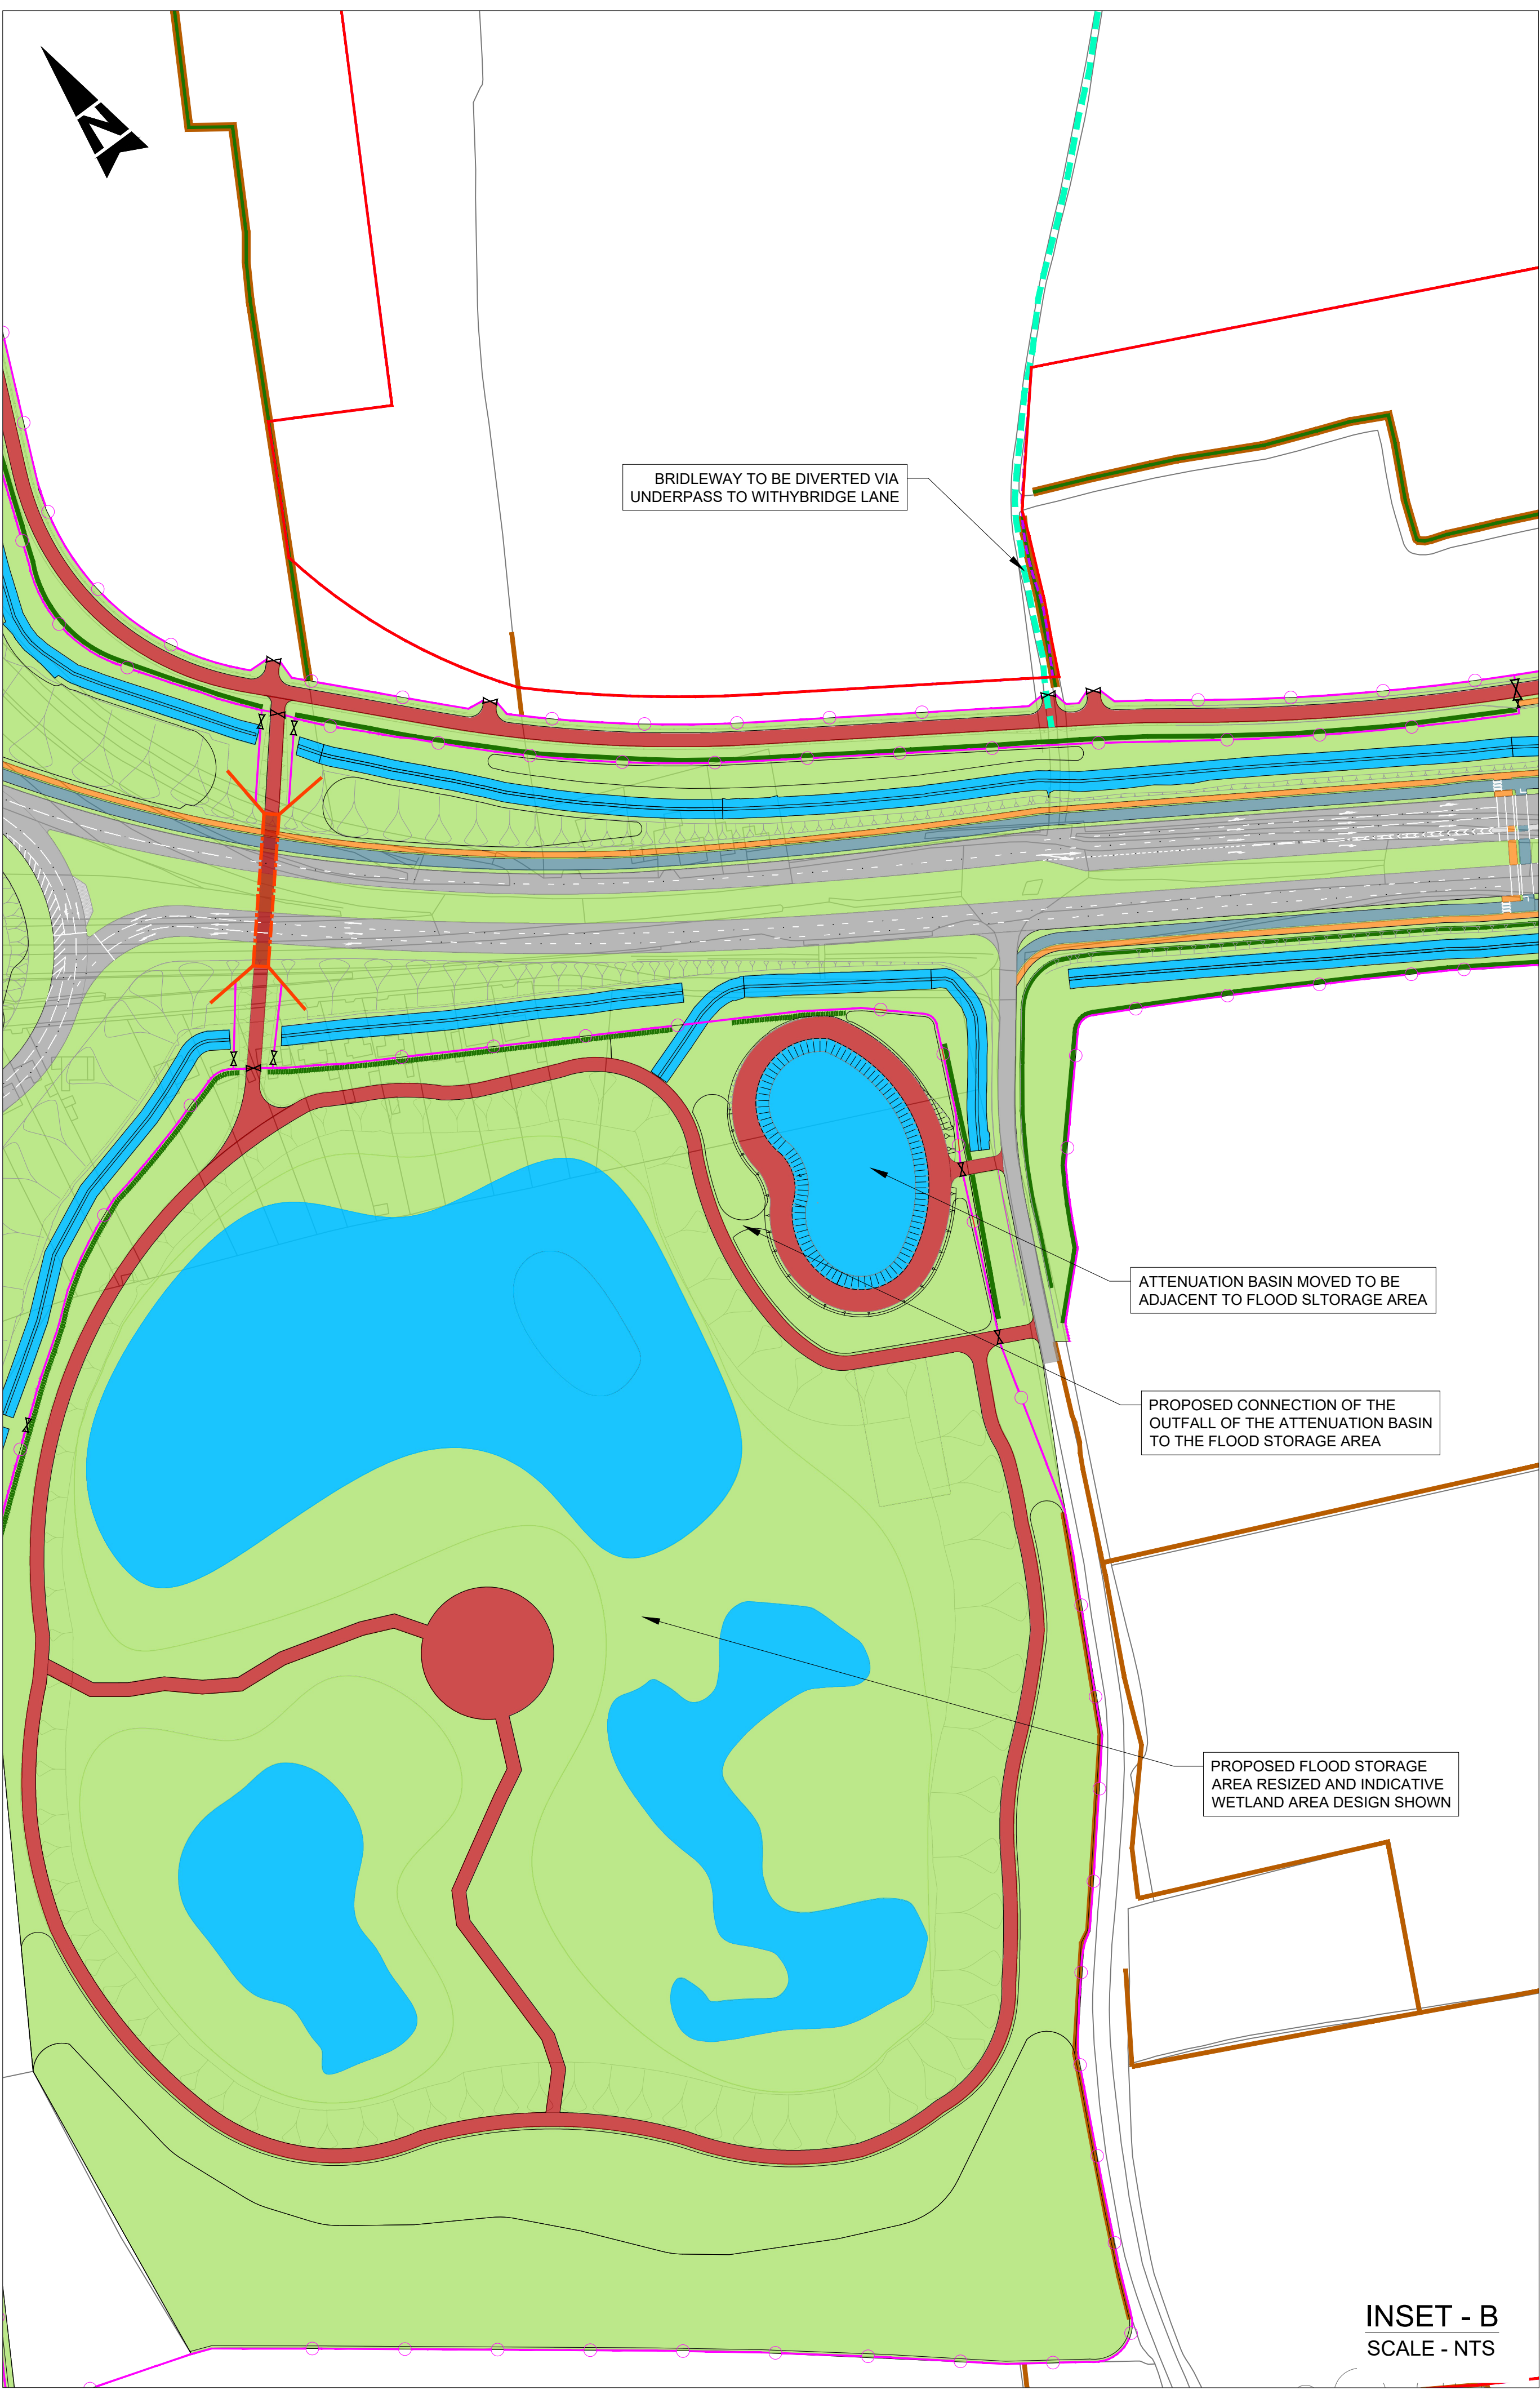 N
BRIDLEWAY TO BE DIVERTED VIA
UNDERPASS TO WITHYBRIDGE LANE
ATTENUATION BASIN MOVED TO BE
ADJACENT TO FLOOD SLTORAGE AREA
PROPOSED CONNECTION OF THE
OUTFALL OF THE ATTENUATION BASIN
TO THE FLOOD STORAGE AREA
PROPOSED FLOOD STORAGE
AREA RESIZED AND INDICATIVE
WETLAND AREA DESIGN SHOWN
INSET - B
SCALE - NTS